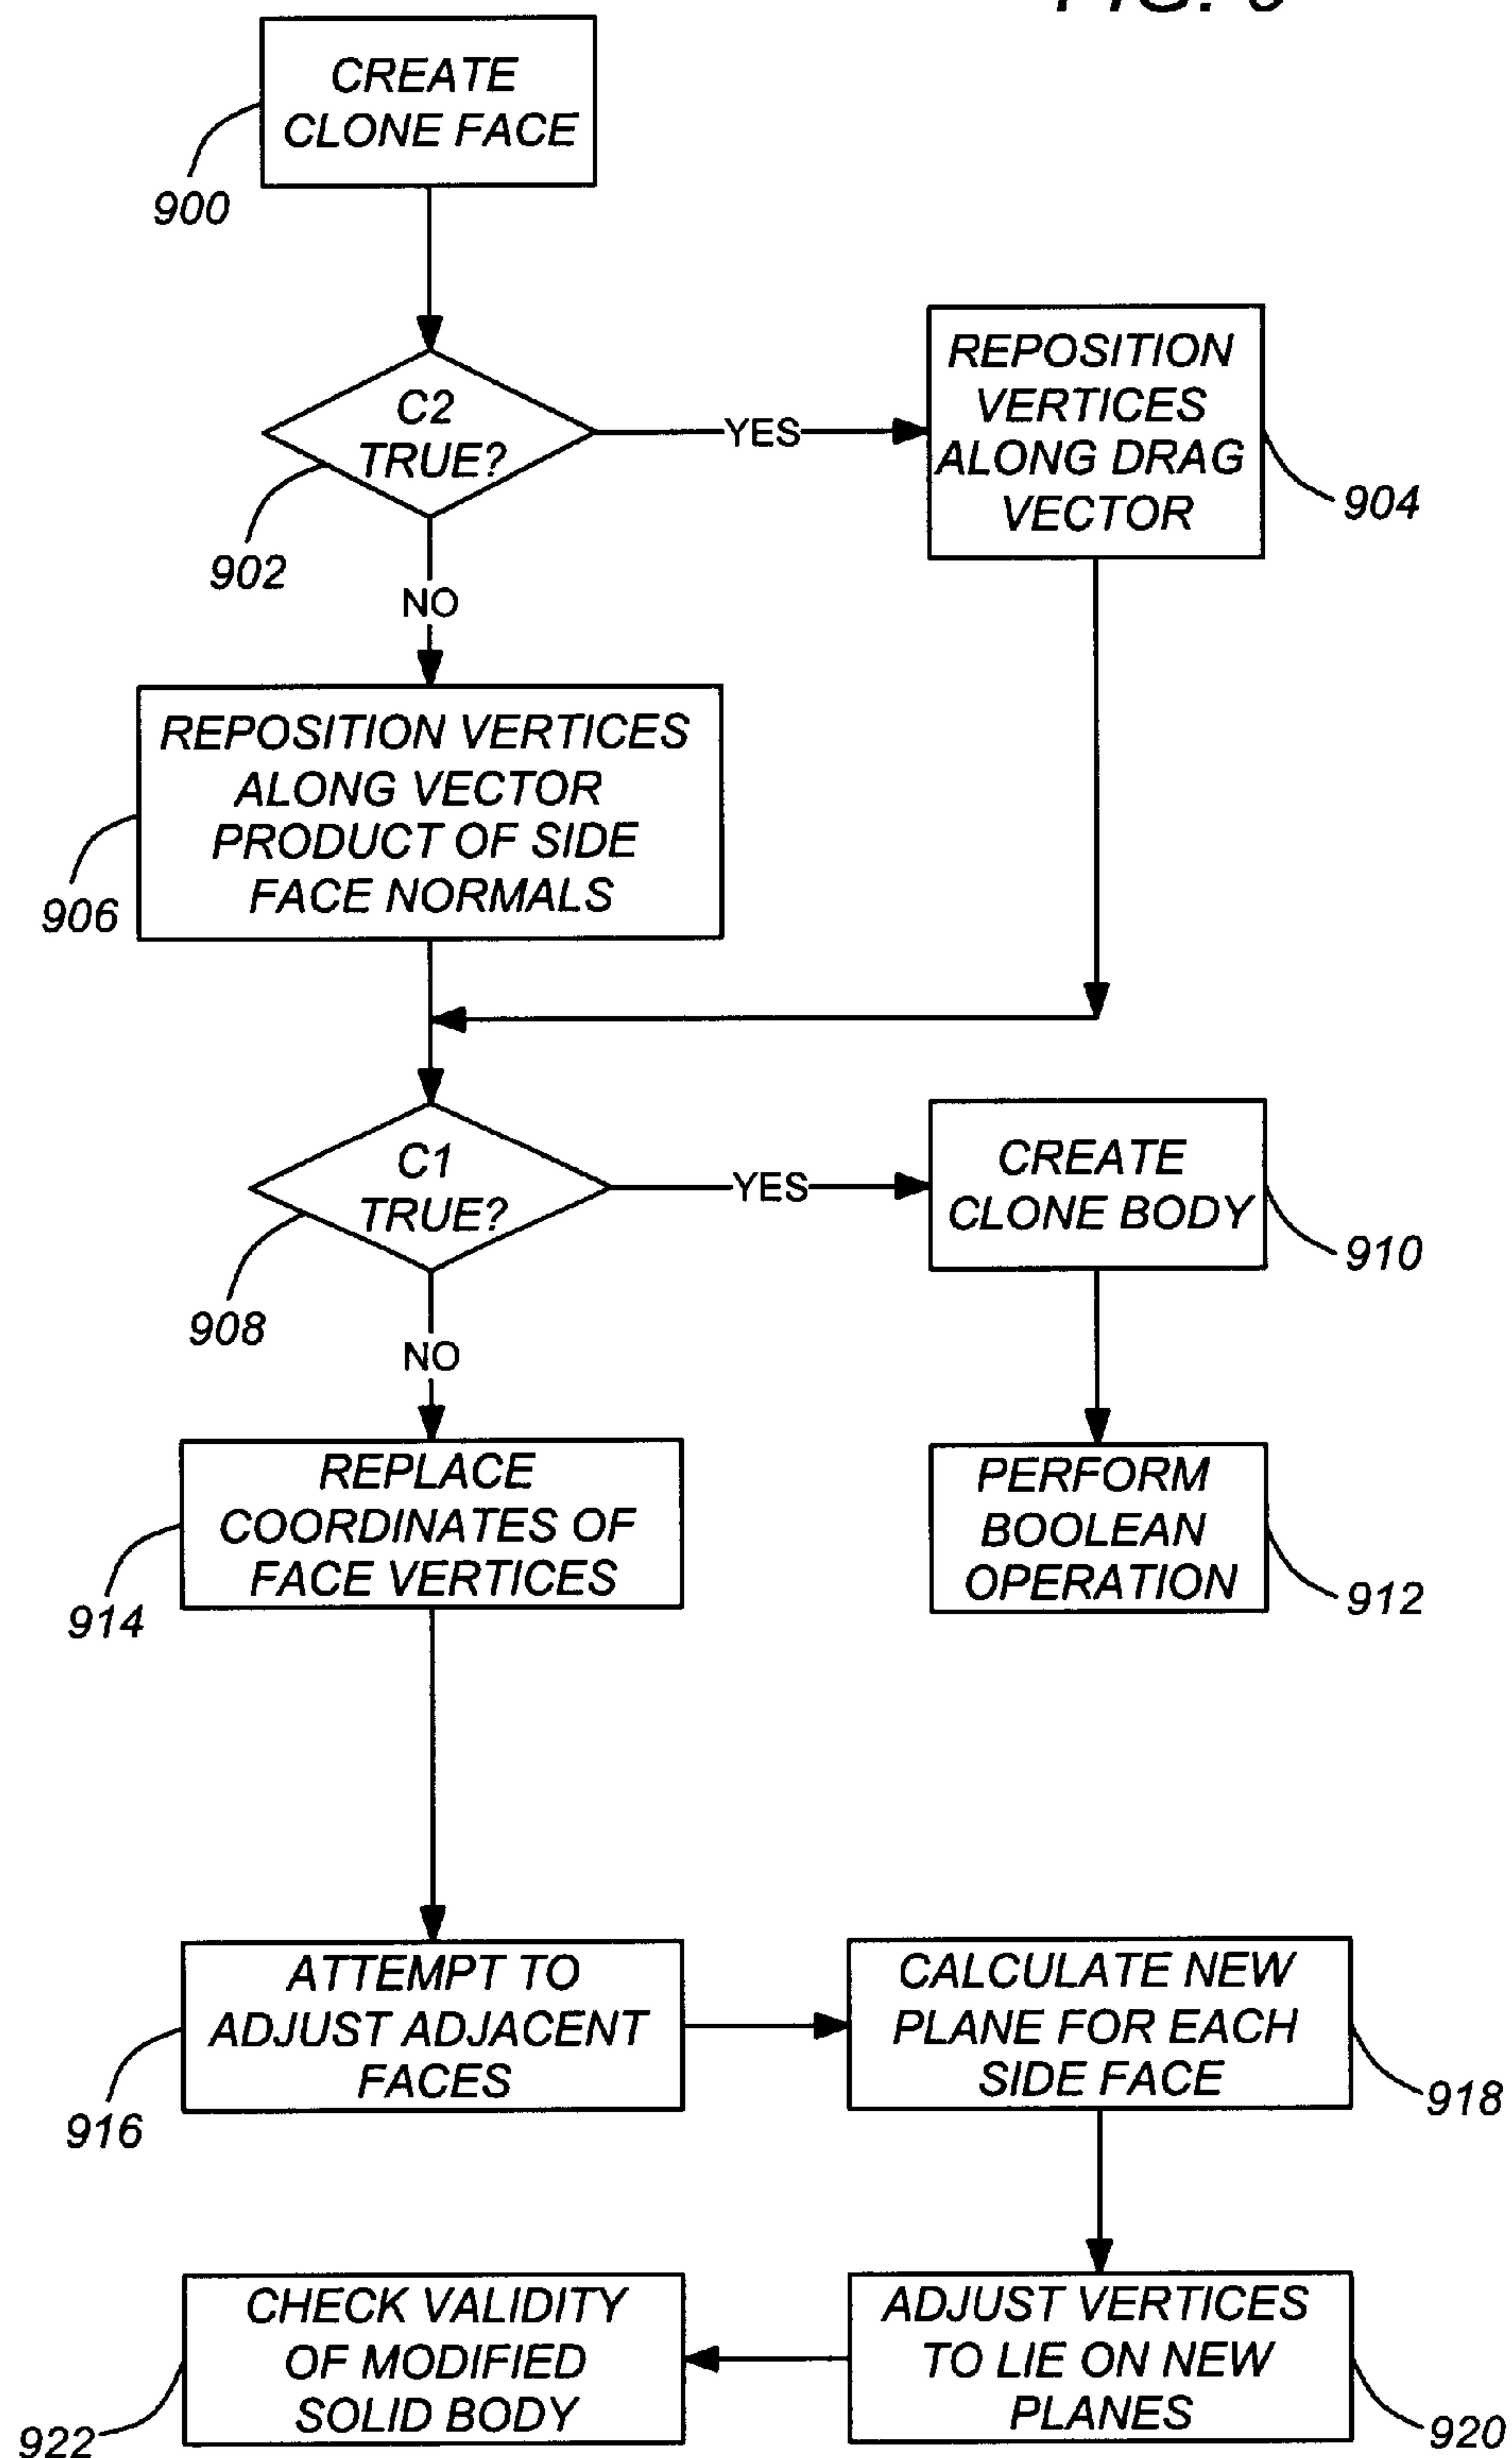 FIG.
CREATE
CLONE FACE
900
C2
TRUE?
902
YES
REPOSITION
VERTICES
ALONG DRAG
VECTOR
904
NO
REPOSITION VERTICES
ALONG VECTOR
PRODUCT OF SIDE
FACE NORMALS
906
C1
TRUE?
908
YES
CREATE
CLONE BODY
910
NO
PERFORM
BOOLEAN
OPERATION
912
REPLACE
COORDINATES OF
FACE VERTICES
914
ATTEMPT TO
ADJUST ADJACENT
FACES
916
CALCULATE NEW
PLANE FOR EACH
SIDE FACE
918
ADJUST VERTICES
TO LIE ON NEW
PLANES
920
CHECK VALIDITY
OF MODIFIED
SOLID BODY
922